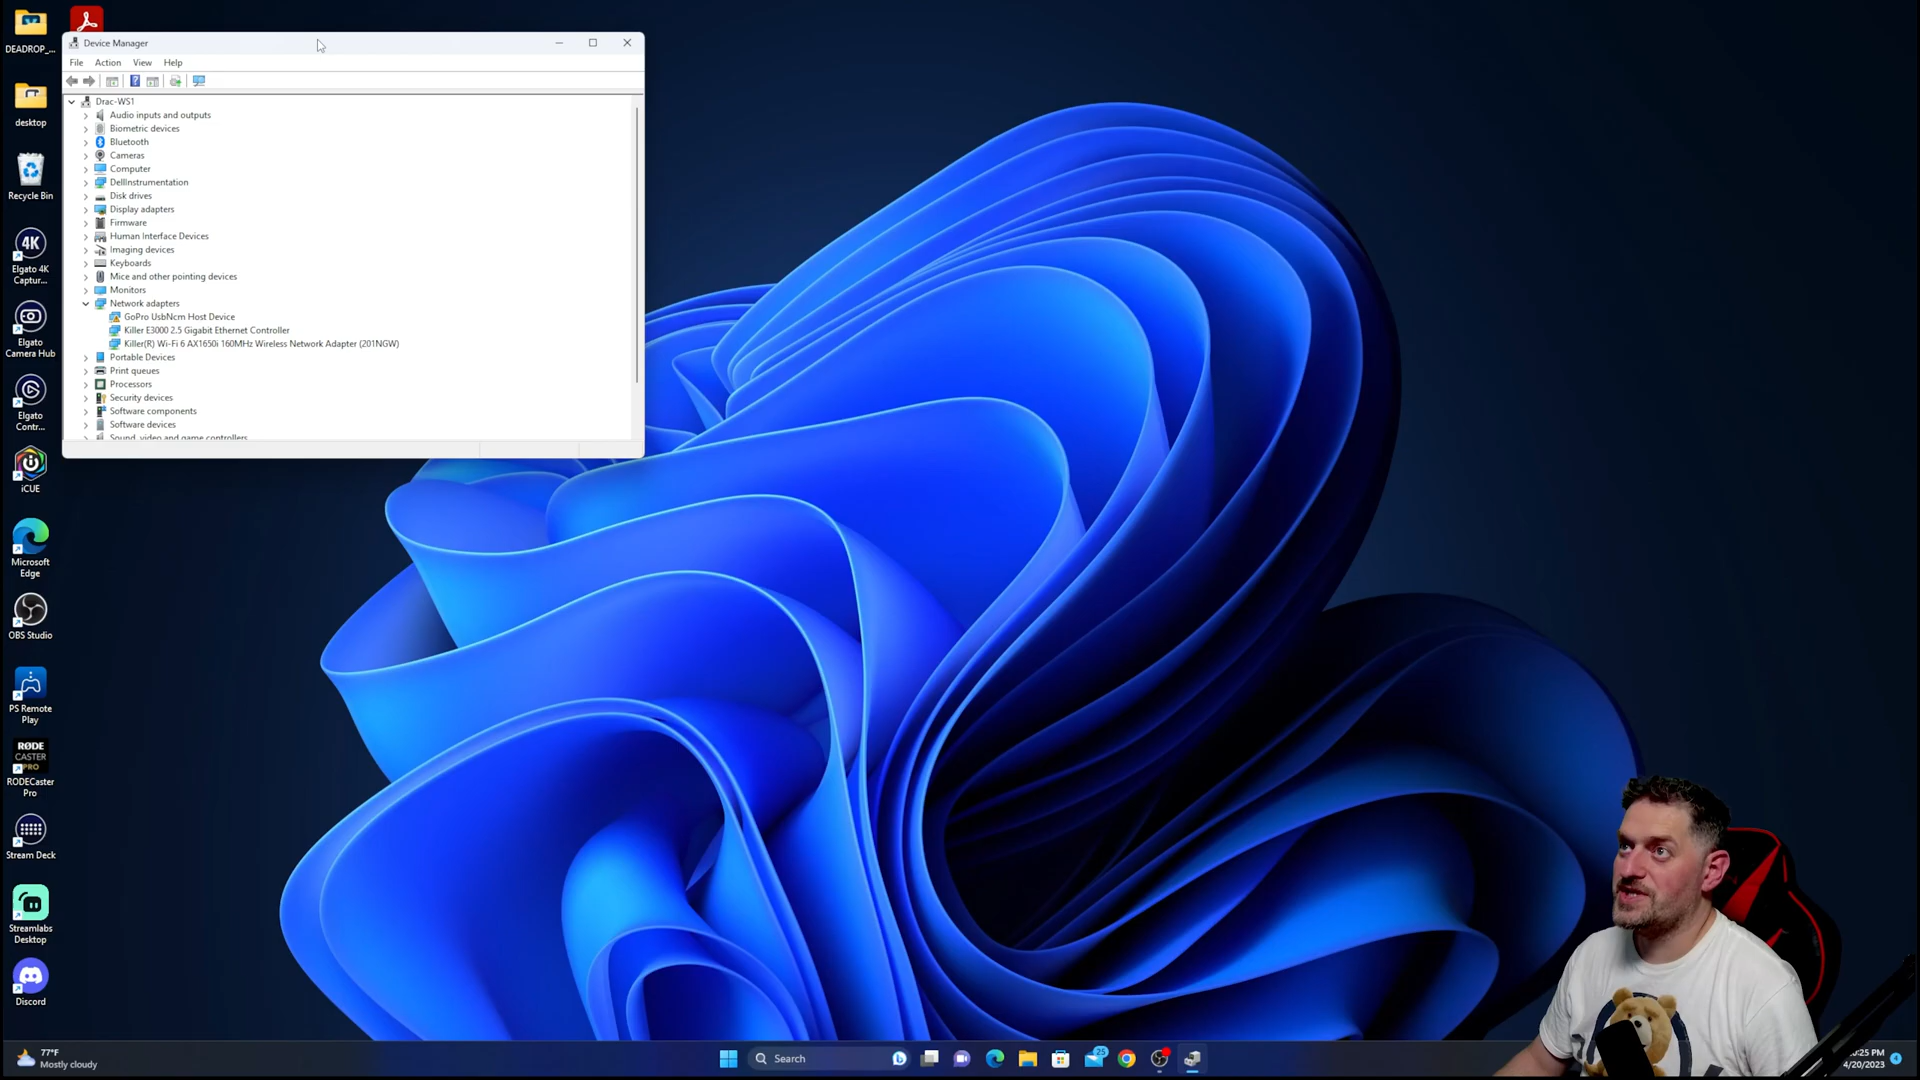 DEADROP_...
desktop
Recycle Bin
4K
Elgato 4K
Captur...
Elgato
Camera Hub
Elgato
Contr...
iCUE
Microsoft
Edge
OBS Studio
PS Remote
Play
RØDE
CASTER
PRO
RODECaster
Pro
Stream Deck
Streamlabs
Desktop
Discord
Device Manager
File Action View Help
Drac-WS1
Audio inputs and outputs
Biometric devices
Bluetooth
Cameras
Computer
DellInstrumentation
Disk drives
Display adapters
Firmware
Human Interface Devices
Imaging devices
Keyboards
Mice and other pointing devices
Monitors
Network adapters
GoPro UsbNcm Host Device
Killer E3000 2.5 Gigabit Ethernet Controller
Killer(R) Wi-Fi 6 AX1650i 160MHz Wireless Network Adapter (201NGW)
Portable Devices
Print queues
Processors
Security devices
Software components
Software devices
Sound, video and game controllers
77°F
Mostly cloudy
Search
25
:25 PM
4/20/2023
4